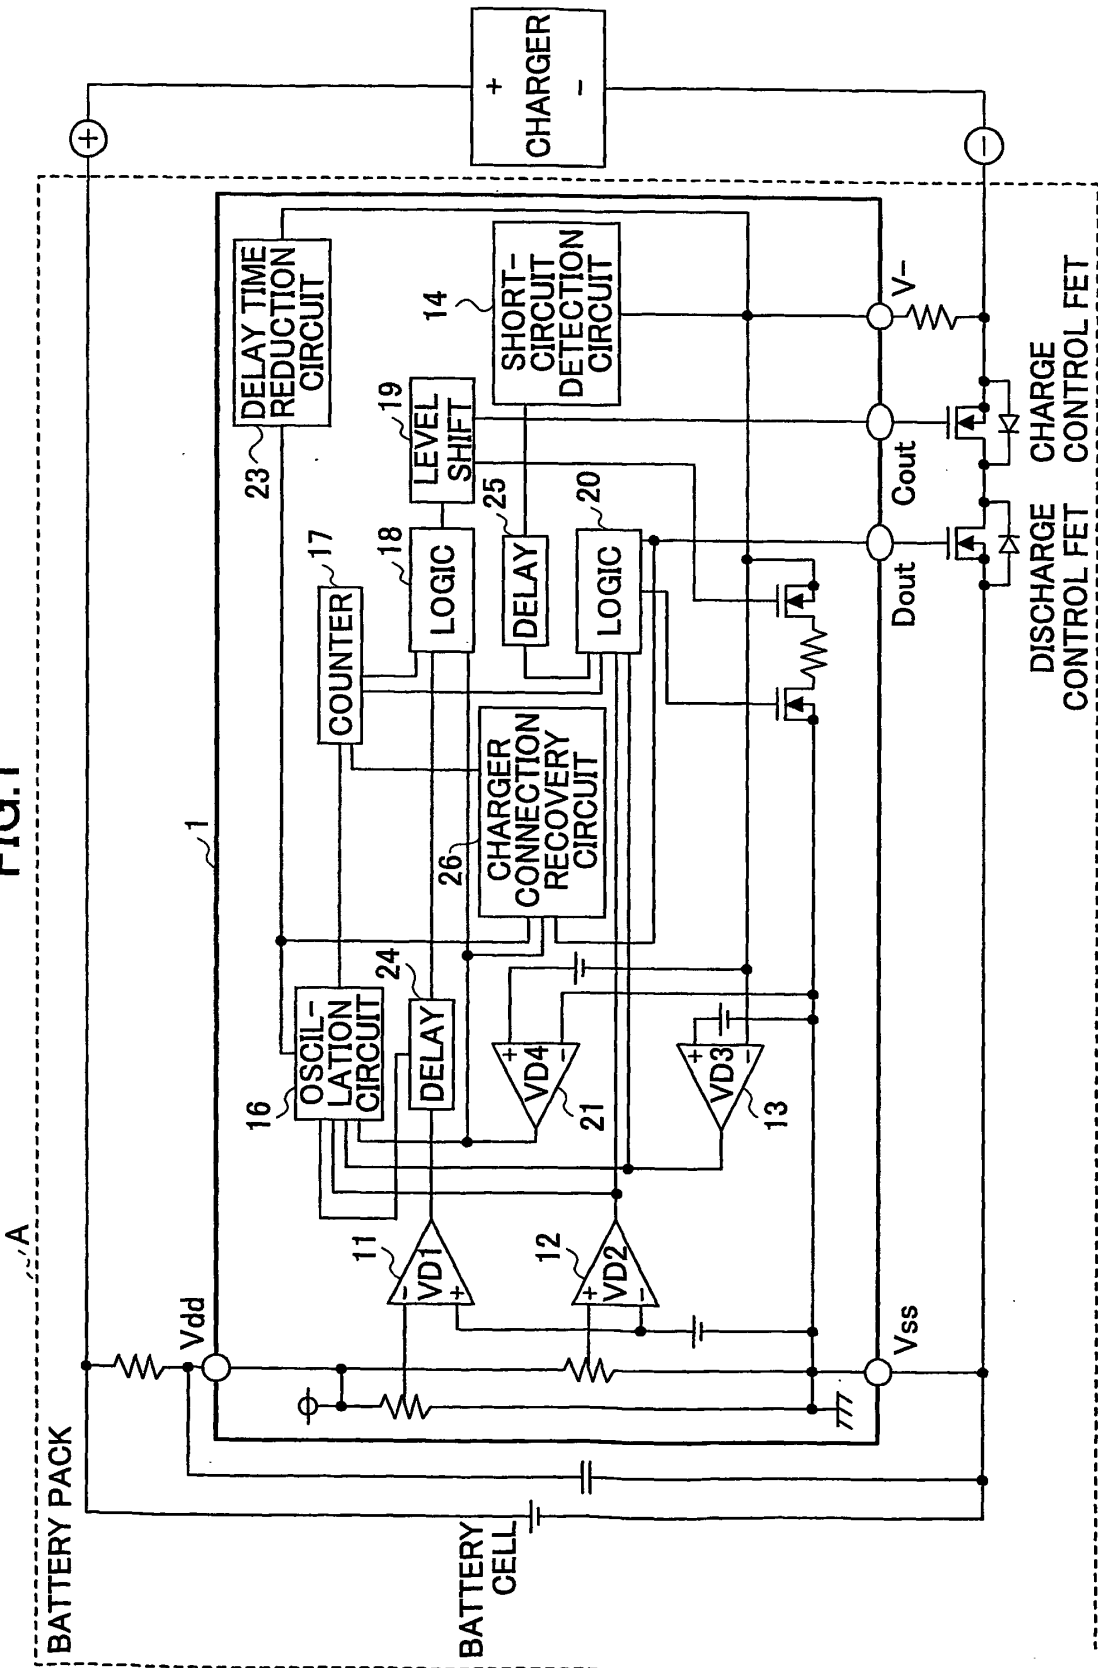 FIG.1
A
BATTERY PACK
1
+
CHARGER
+
−
−
BATTERY
CELL
Vdd
Vss
V−
Cout
Dout
DELAY TIME
REDUCTION
CIRCUIT
23
14
SHORT-
CIRCUIT
DETECTION
CIRCUIT
19
LEVEL
SHIFT
17
COUNTER
18
LOGIC
25
DELAY
20
LOGIC
26
CHARGER
CONNECTION
RECOVERY
CIRCUIT
16
OSCIL-
LATION
CIRCUIT
24
DELAY
+
−
VD4
21
+
−
VD3
13
11
−
+
VD1
12
+
−
VD2
DISCHARGE
CONTROL FET
CHARGE
CONTROL FET